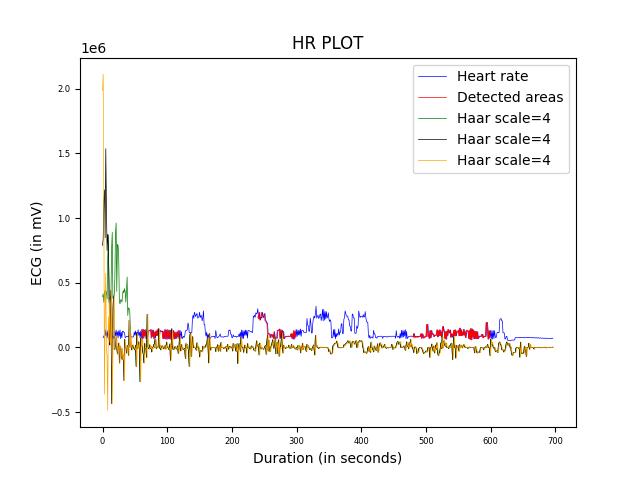 HR PLOT
1e6
Heart rate
Detected areas
Haar scale=4
Haar scale=4
Haar scale=4
2.0
1.5
1.0
0.5
0.0
−0.5
ECG (in mV)
0 100 200 300 400 500 600 700
Duration (in seconds)